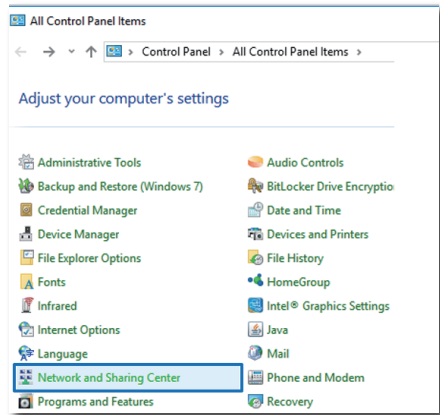 All Control Panel Items
Control Panel > All Control Panel Items >
Adjust your computer's settings
Administrative Tools
Audio Controls
Backup and Restore (Windows 7)
BitLocker Drive Encryptio
Credential Manager
Date and Time
Device Manager
Devices and Printers
File Explorer Options
File History
Fonts
HomeGroup
Infrared
Intel® Graphics Settings
Internet Options
Java
Language
Mail
Network and Sharing Center
Phone and Modem
Programs and Features
Recovery